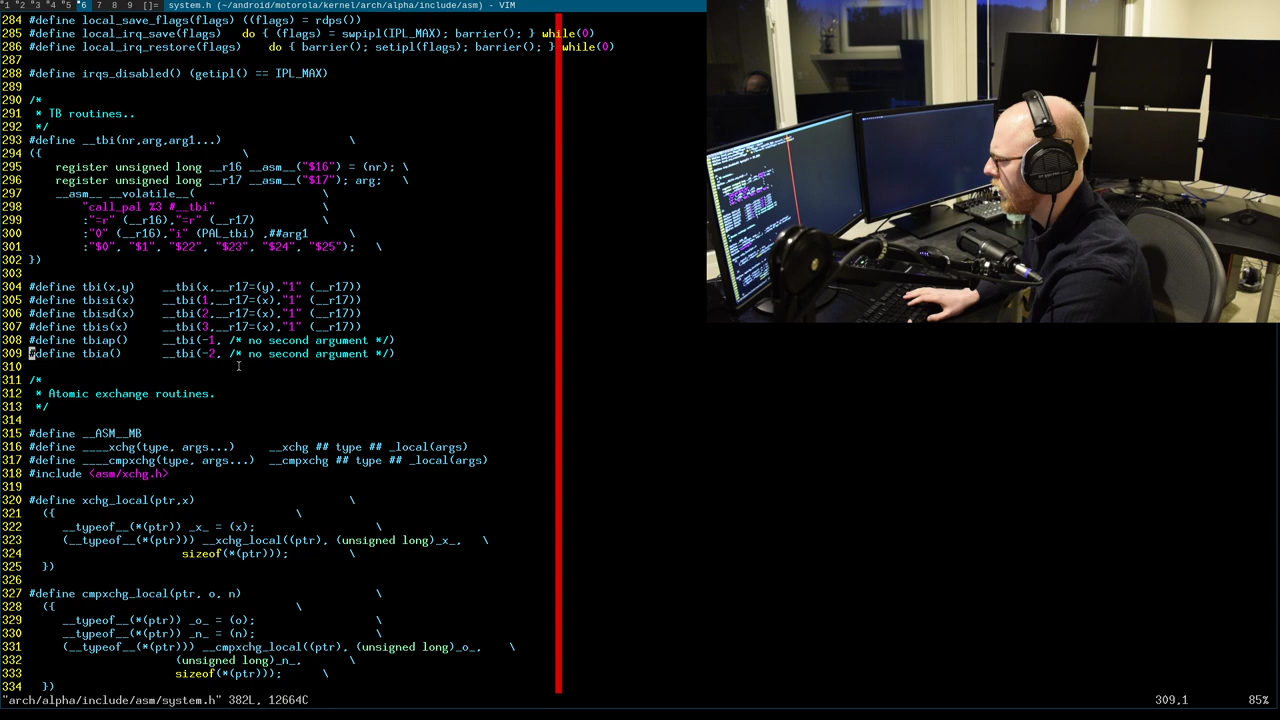 *1 *2 *3 *4 *5 *6 7 8 9 []= system.h (~/android/motorola/kernel/arch/alpha/include/asm) - VIM
284 #define local_save_flags(flags) ((flags) = rdps())
285 #define local_irq_save(flags) do { (flags) = swpipl(IPL_MAX); barrier(); } while(0)
286 #define local_irq_restore(flags) do { barrier(); setipl(flags); barrier(); } while(0)
287
288 #define irqs_disabled() (getipl() == IPL_MAX)
289
290 /*
291 * TB routines..
292 */
293 #define __tbi(nr,arg,arg1...) \
294 ({ \
295 register unsigned long __r16 __asm__("$16") = (nr); \
296 register unsigned long __r17 __asm__("$17"); arg; \
297 __asm__ __volatile__( \
298 "call_pal %3 #__tbi" \
299 :"=r" (__r16),"=r" (__r17) \
300 :"0" (__r16),"i" (PAL_tbi) ,##arg1 \
301 :"$0", "$1", "$22", "$23", "$24", "$25"); \
302 })
303
304 #define tbi(x,y) __tbi(x,__r17=(y),"1" (__r17))
305 #define tbisi(x) __tbi(1,__r17=(x),"1" (__r17))
306 #define tbisd(x) __tbi(2,__r17=(x),"1" (__r17))
307 #define tbis(x) __tbi(3,__r17=(x),"1" (__r17))
308 #define tbiap() __tbi(-1, /* no second argument */)
309 #define tbia() __tbi(-2, /* no second argument */)
310
311 /*
312 * Atomic exchange routines.
313 */
314
315 #define __ASM__MB
316 #define ____xchg(type, args...) __xchg ## type ## _local(args)
317 #define ____cmpxchg(type, args...) __cmpxchg ## type ## _local(args)
318 #include <asm/xchg.h>
319
320 #define xchg_local(ptr,x) \
321 ({ \
322 __typeof__(*(ptr)) _x_ = (x); \
323 (__typeof__(*(ptr))) __xchg_local((ptr), (unsigned long)_x_, \
324 sizeof(*(ptr))); \
325 })
326
327 #define cmpxchg_local(ptr, o, n) \
328 ({ \
329 __typeof__(*(ptr)) _o_ = (o); \
330 __typeof__(*(ptr)) _n_ = (n); \
331 (__typeof__(*(ptr))) __cmpxchg_local((ptr), (unsigned long)_o_, \
332 (unsigned long)_n_, \
333 sizeof(*(ptr))); \
334 })
"arch/alpha/include/asm/system.h" 382L, 12664C 309,1 85%